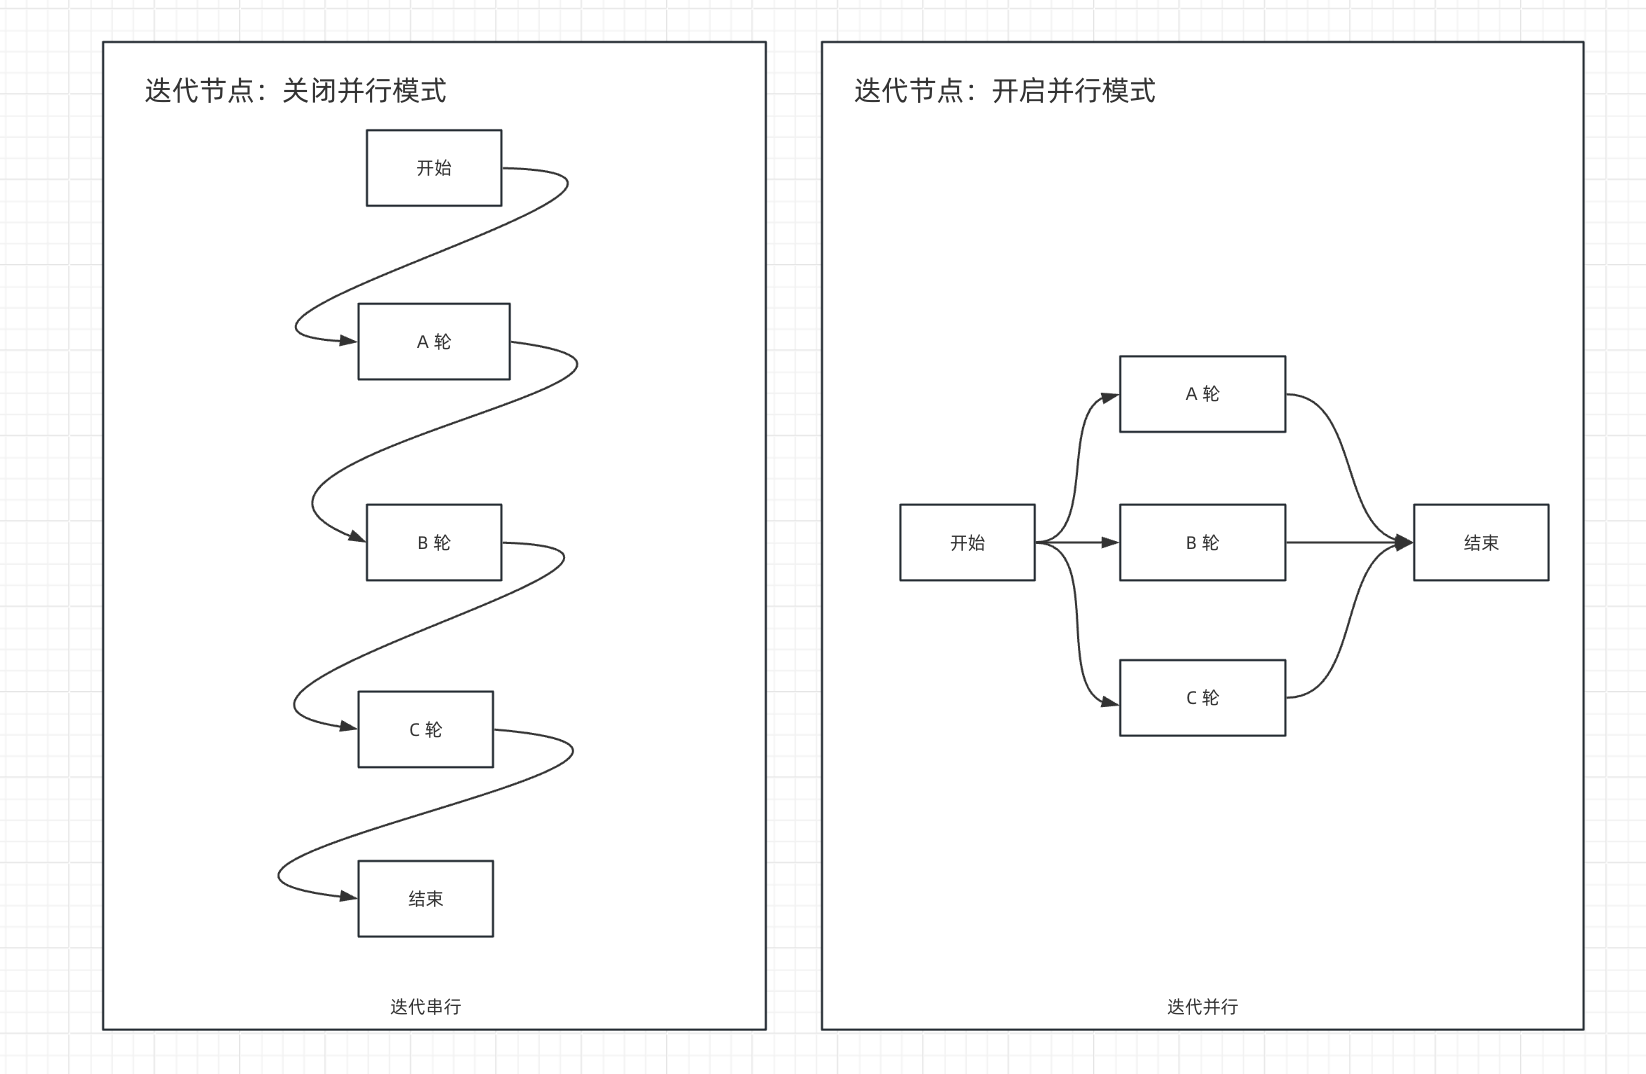 迭代节点：关闭并行模式
开始
A 轮
B 轮
C 轮
结束
迭代串行
迭代节点：开启并行模式
A 轮
开始
B 轮
结束
C 轮
迭代并行